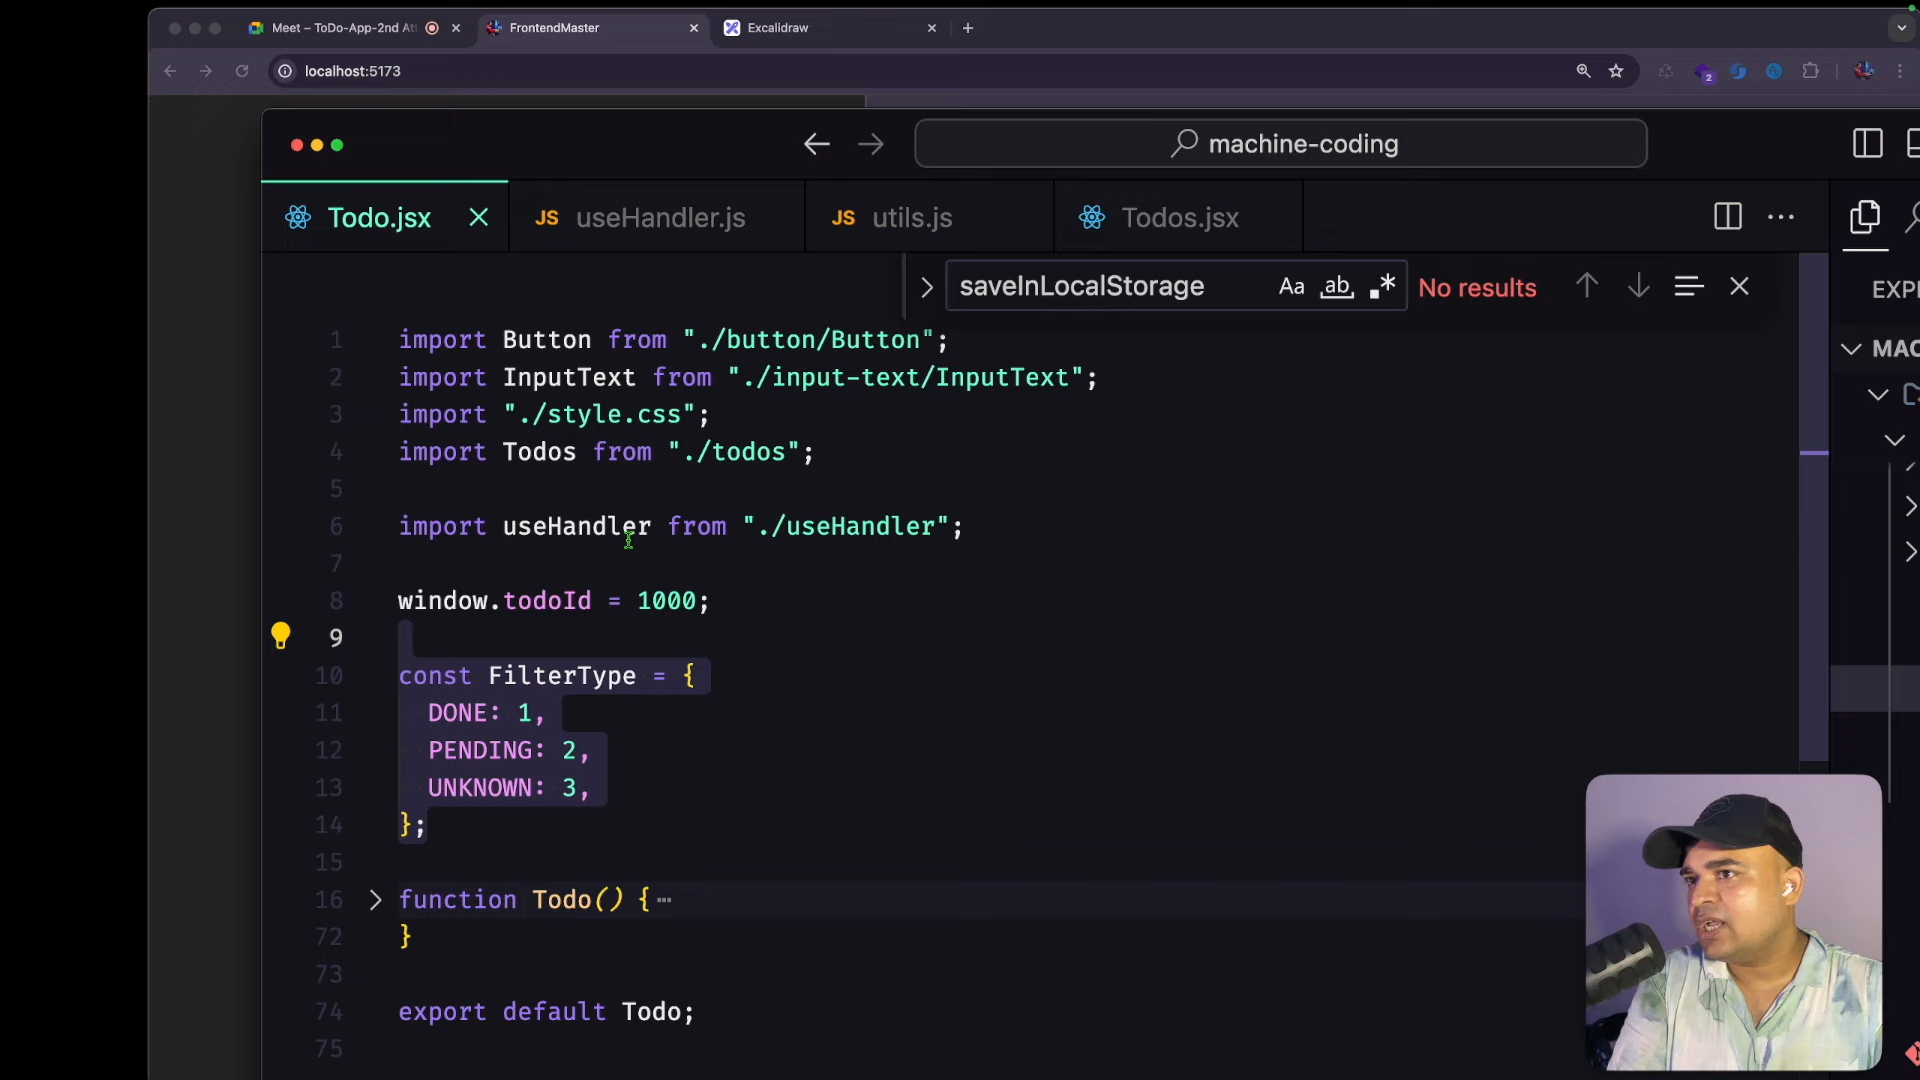 Meet – ToDo-App-2nd At
FrontendMaster
Excalidraw
localhost:5173
2
machine-coding
Todo.jsx
JS useHandler.js
JS utils.js
Todos.jsx
saveInLocalStorage
Aa
ab
No results
EXP
MAC
1 import Button from "./button/Button";
2 import InputText from "./input-text/InputText";
3 import "./style.css";
4 import Todos from "./todos";
5
6 import useHandler from "./useHandler";
7
8 window.todoId = 1000;
9
10 const FilterType = {
11 DONE: 1,
12 PENDING: 2,
13 UNKNOWN: 3,
14 };
15
16 function Todo() { ⋯
72 }
73
74 export default Todo;
75